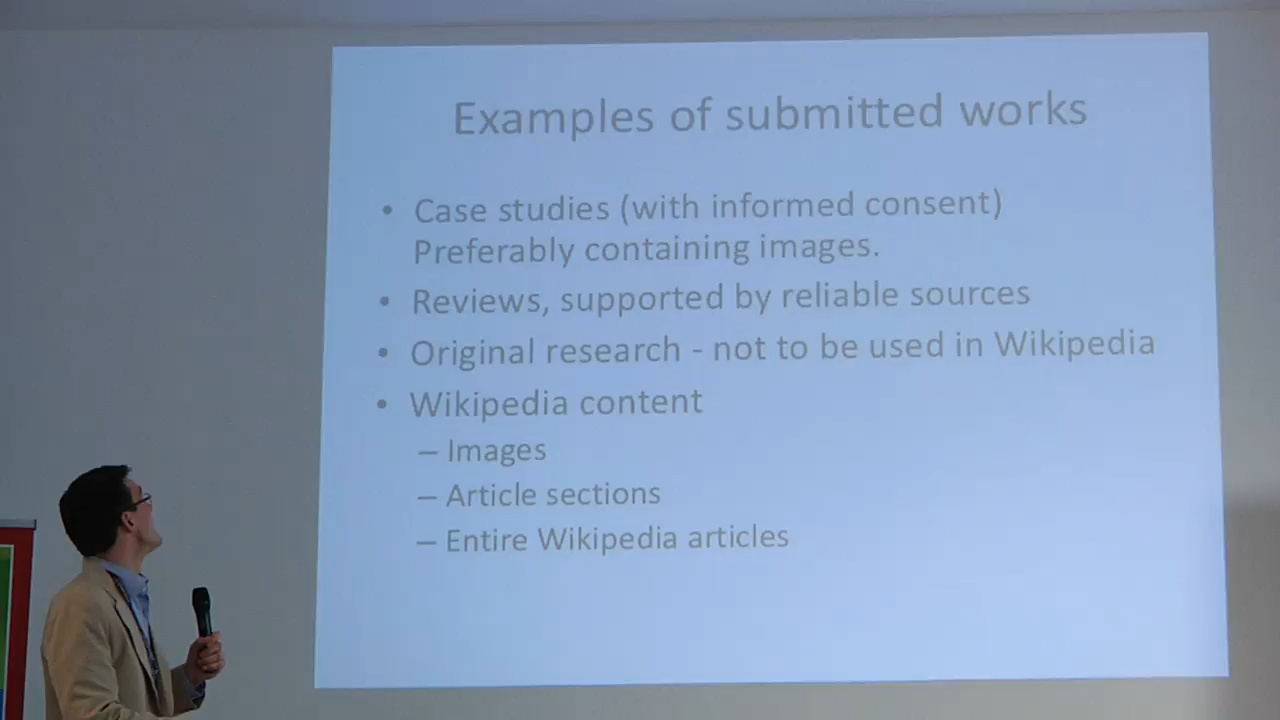 Examples of submitted works
• Case studies (with informed consent)
Preferably containing images.
• Reviews, supported by reliable sources
• Original research - not to be used in Wikipedia
• Wikipedia content
– Images
– Article sections
– Entire Wikipedia articles